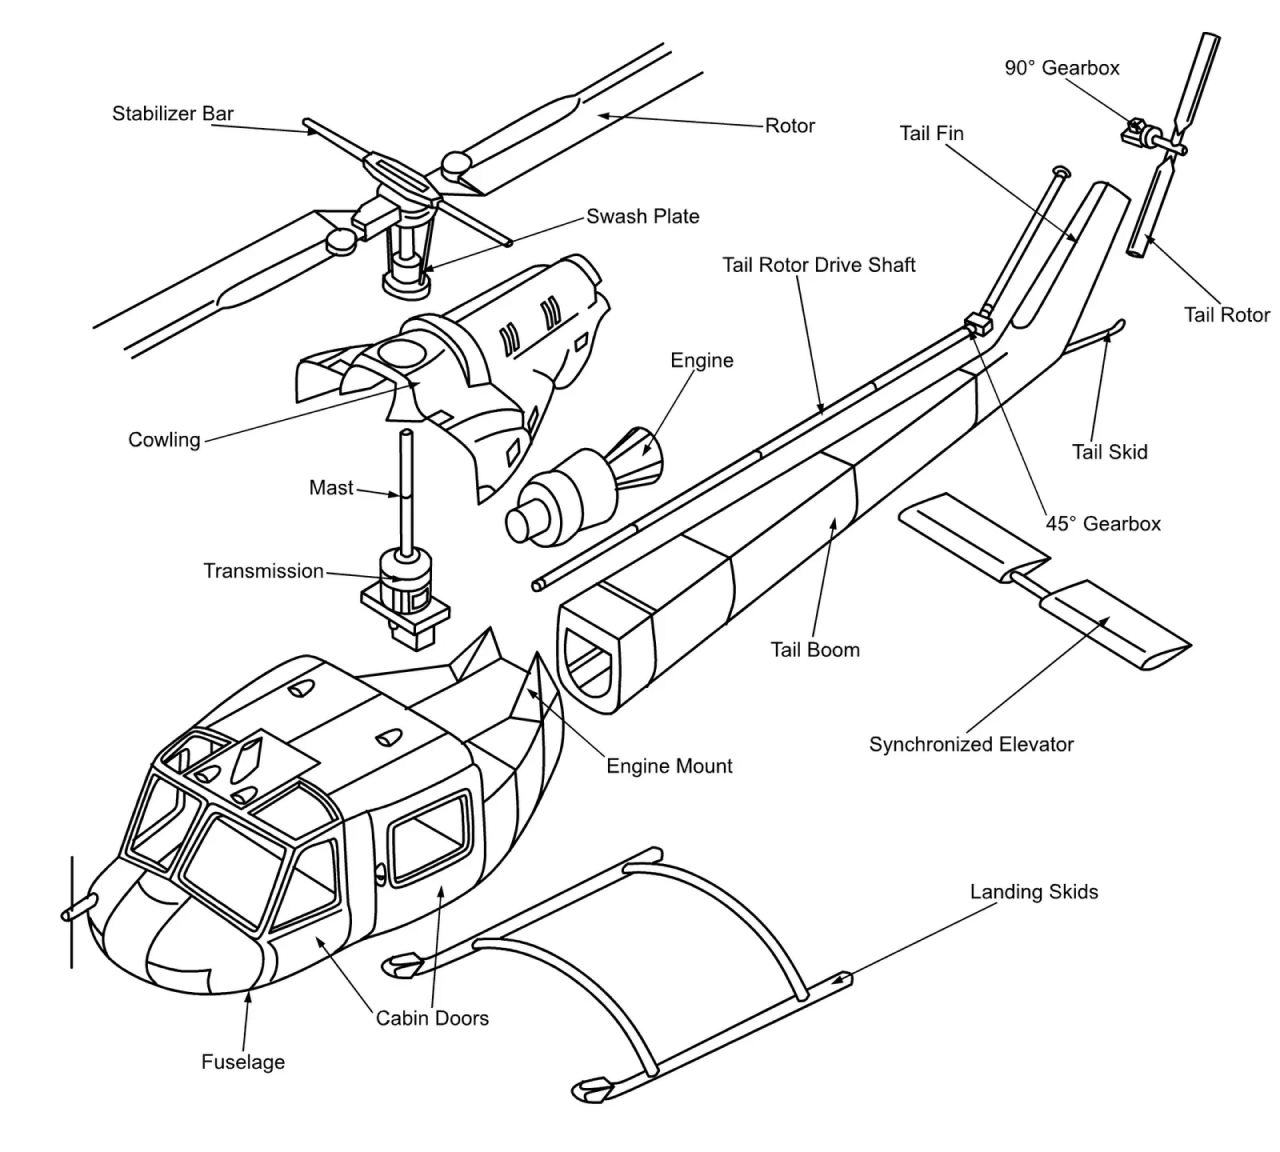 90° Gearbox
Stabilizer Bar
Rotor
Tail Fin
Swash Plate
Tail Rotor Drive Shaft
Tail Rotor
Engine
Cowling
Tail Skid
Mast
45° Gearbox
Transmission
Tail Boom
Synchronized Elevator
Engine Mount
Landing Skids
Cabin Doors
Fuselage